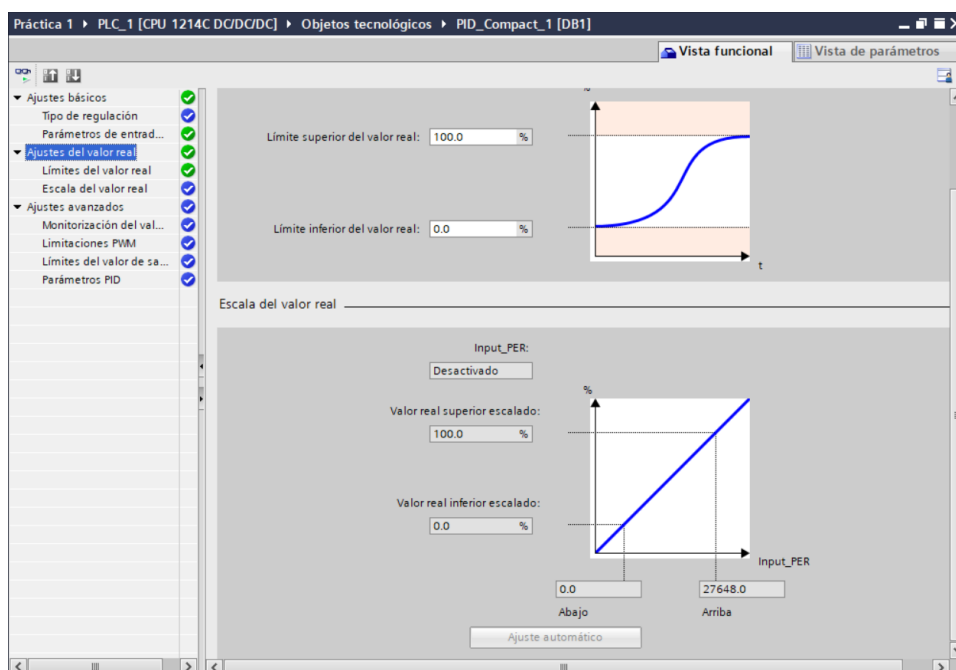 Práctica 1 ▸ PLC_1 [CPU 1214C DC/DC/DC] ▸ Objetos tecnológicos ▸ PID_Compact_1 [DB1]
Vista funcional
Vista de parámetros
Ajustes básicos
Tipo de regulación
Parámetros de entrad...
Ajustes del valor real
Límites del valor real
Escala del valor real
Ajustes avanzados
Monitorización del val...
Limitaciones PWM
Límites del valor de sa...
Parámetros PID
Límite superior del valor real: 100.0 %
Límite inferior del valor real: 0.0 %
t
Escala del valor real
Input_PER:
Desactivado
%
Valor real superior escalado:
100.0 %
Valor real inferior escalado:
0.0 %
Input_PER
0.0 27648.0
Abajo Arriba
Ajuste automático